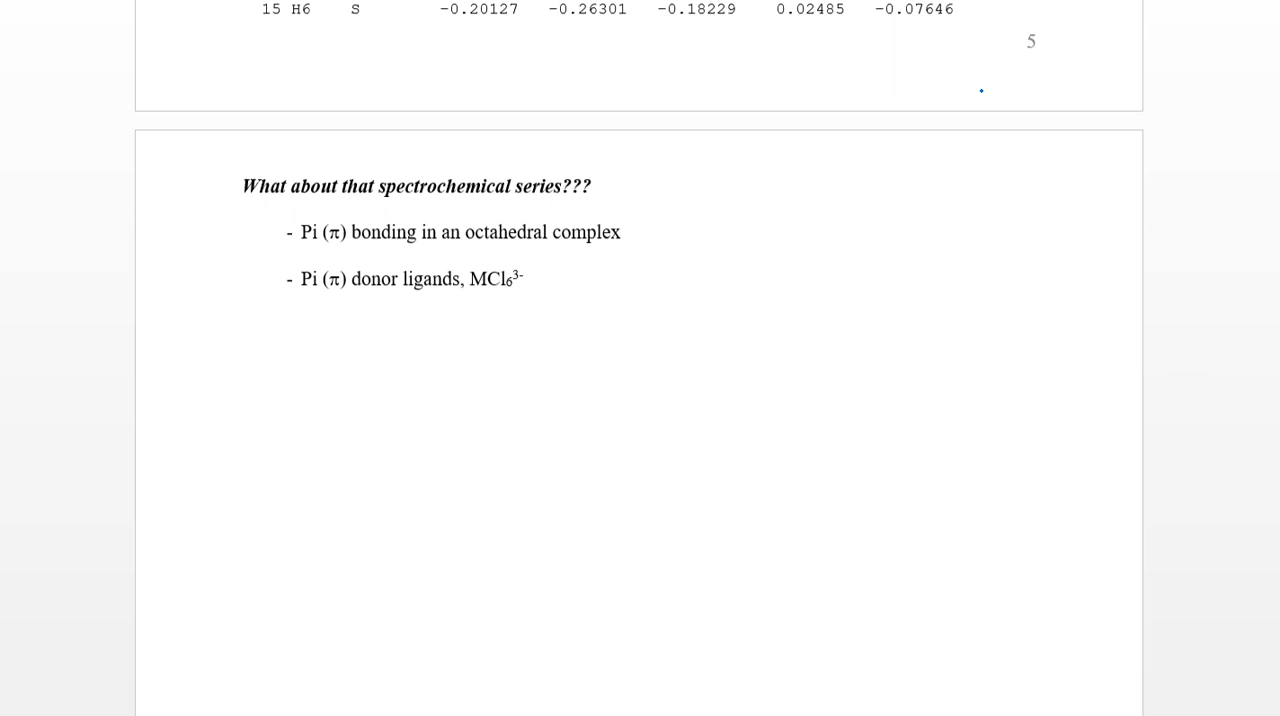 15 H6 S -0.20127 -0.26301 -0.18229 0.02485 -0.07646
5
What about that spectrochemical series???
- Pi (π) bonding in an octahedral complex
- Pi (π) donor ligands, MCl₆³⁻